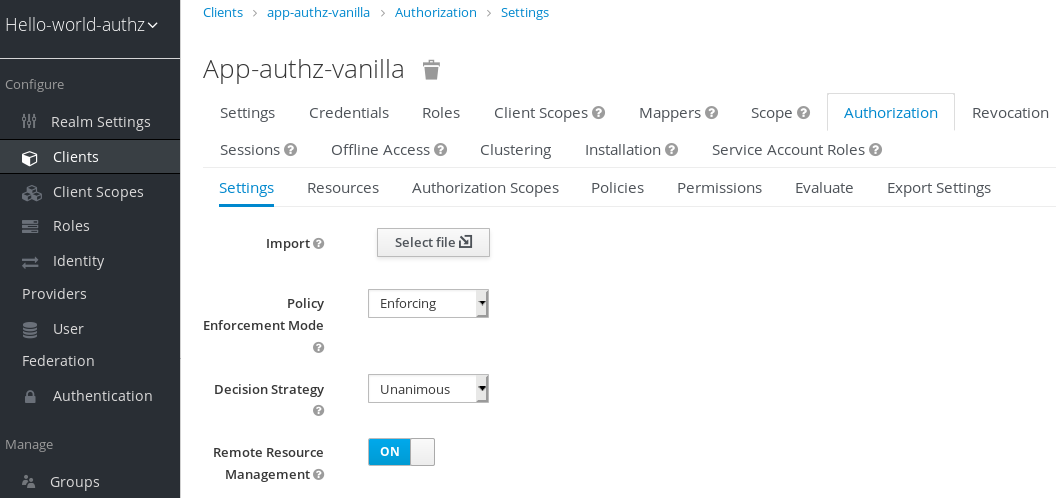 Hello-world-authz
Configure
Realm Settings
Clients
Client Scopes
Roles
Identity
Providers
User
Federation
Authentication
Manage
Groups
Clients > app-authz-vanilla > Authorization > Settings
App-authz-vanilla
Settings Credentials Roles Client Scopes ? Mappers ? Scope ? Authorization Revocation
Sessions ? Offline Access ? Clustering Installation ? Service Account Roles ?
Settings Resources Authorization Scopes Policies Permissions Evaluate Export Settings
Import ? Select file
Policy
Enforcement Mode
?
Enforcing
Decision Strategy
?
Unanimous
Remote Resource
Management ?
ON